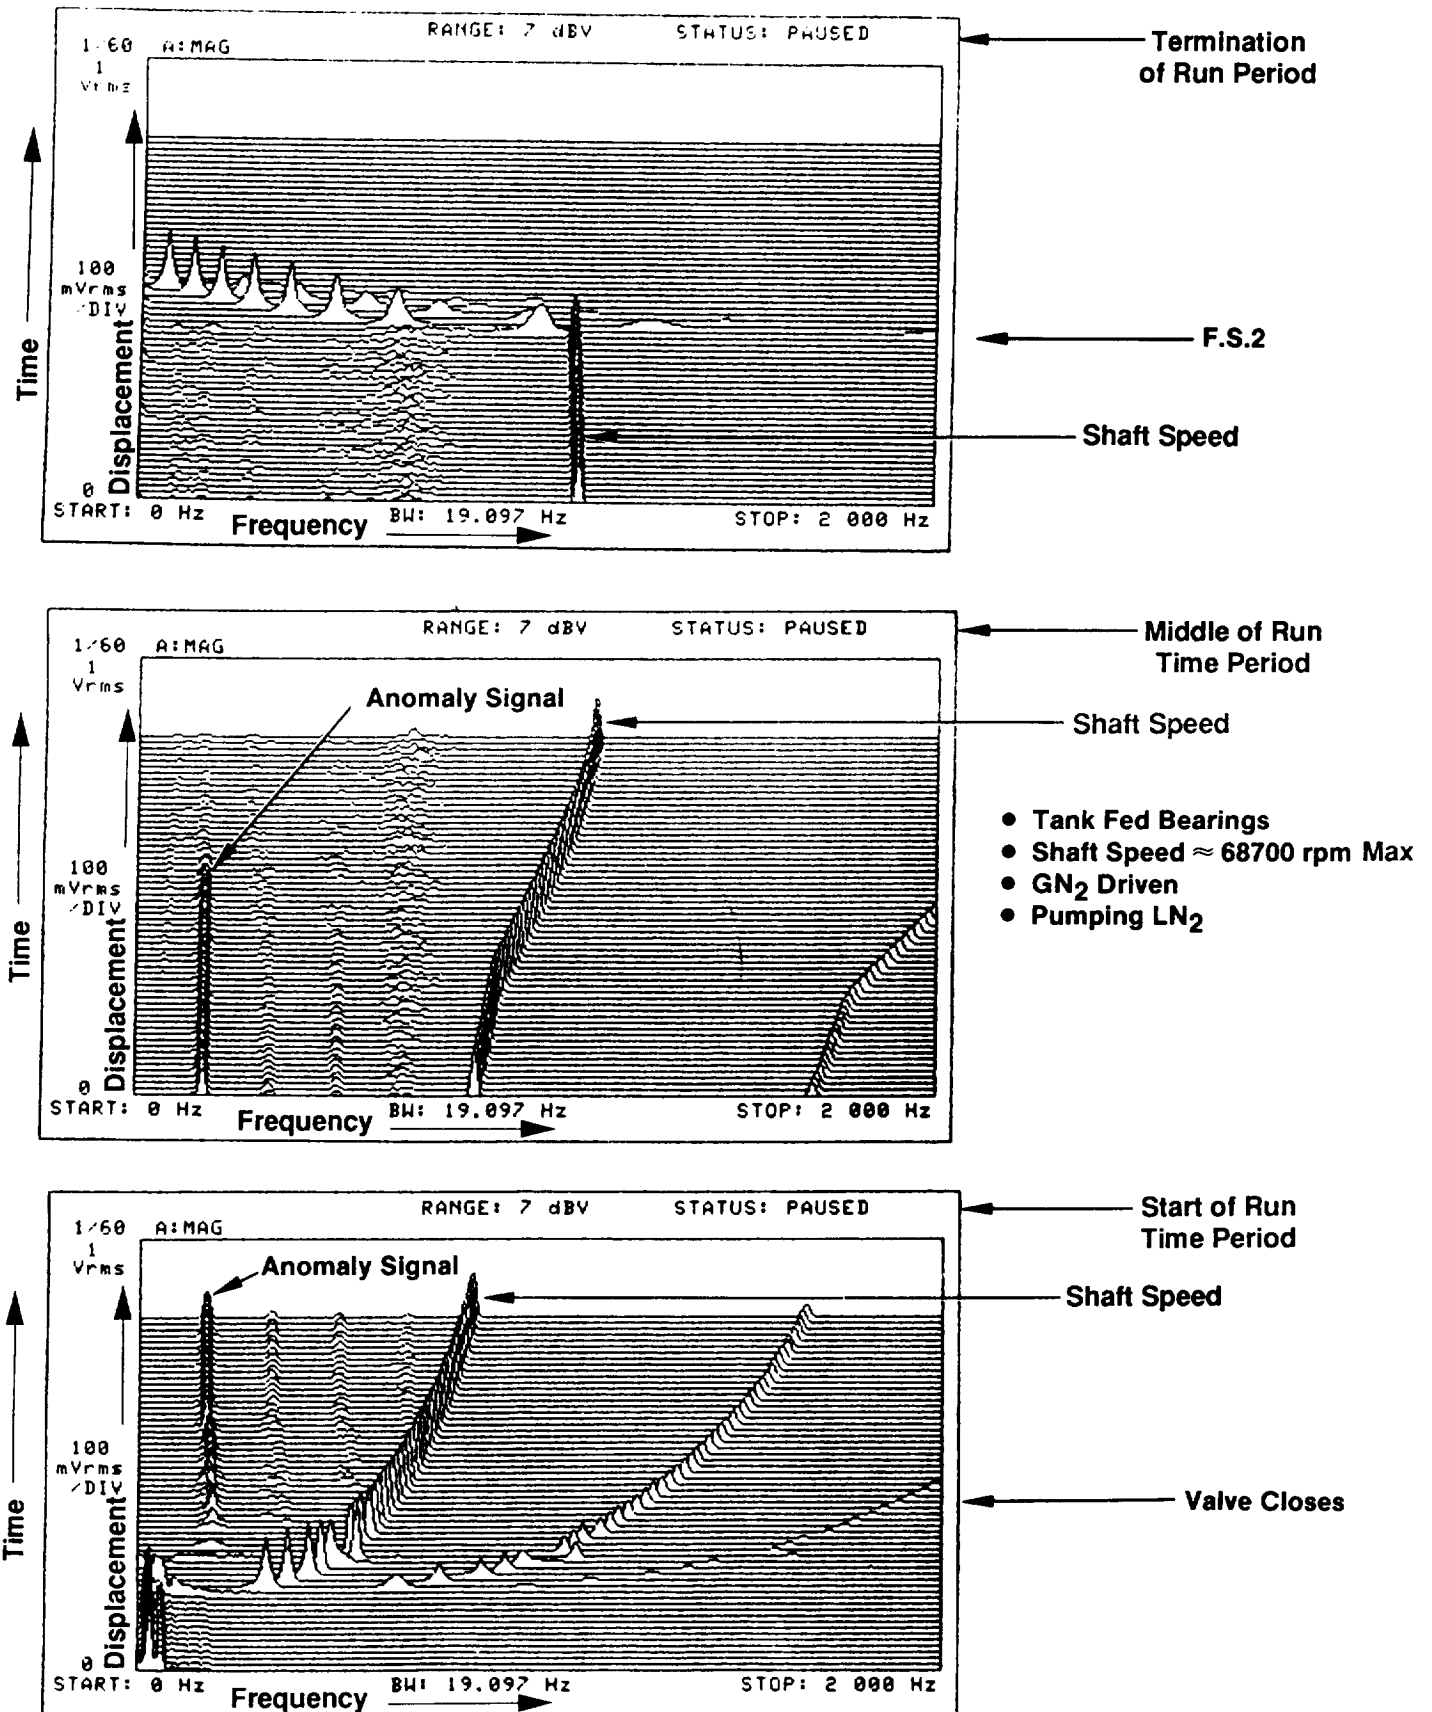 RANGE: 7 dBV STATUS: PAUSED
1/60 A:MAG
1
Vrms
Termination
of Run Period
100
mVrms
/DIV
Time
Displacement
F.S.2
Shaft Speed
0
START: 0 Hz BW: 19.097 Hz STOP: 2 000 Hz
Frequency
RANGE: 7 dBV STATUS: PAUSED
1/60 A:MAG
1
Vrms
Middle of Run
Time Period
Anomaly Signal
Shaft Speed
100
mVrms
/DIV
Time
Displacement
● Tank Fed Bearings
● Shaft Speed ≈ 68700 rpm Max
● GN2 Driven
● Pumping LN2
0
START: 0 Hz BW: 19.097 Hz STOP: 2 000 Hz
Frequency
RANGE: 7 dBV STATUS: PAUSED
1/60 A:MAG
1
Vrms
Start of Run
Time Period
Anomaly Signal
Shaft Speed
100
mVrms
/DIV
Time
Displacement
Valve Closes
0
START: 0 Hz BW: 19.097 Hz STOP: 2 000 Hz
Frequency